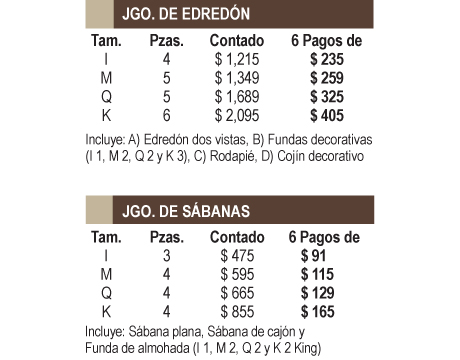 JGO. DE EDREDÓN
Tam. Pzas. Contado 6 Pagos de
I 4 $ 1,215 $ 235
M 5 $ 1,349 $ 259
Q 5 $ 1,689 $ 325
K 6 $ 2,095 $ 405
Incluye: A) Edredón dos vistas, B) Fundas decorativas
(I 1, M 2, Q 2 y K 3), C) Rodapié, D) Cojín decorativo
JGO. DE SÁBANAS
Tam. Pzas. Contado 6 Pagos de
I 3 $ 475 $ 91
M 4 $ 595 $ 115
Q 4 $ 665 $ 129
K 4 $ 855 $ 165
Incluye: Sábana plana, Sábana de cajón y
Funda de almohada (I 1, M 2, Q 2 y K 2 King)